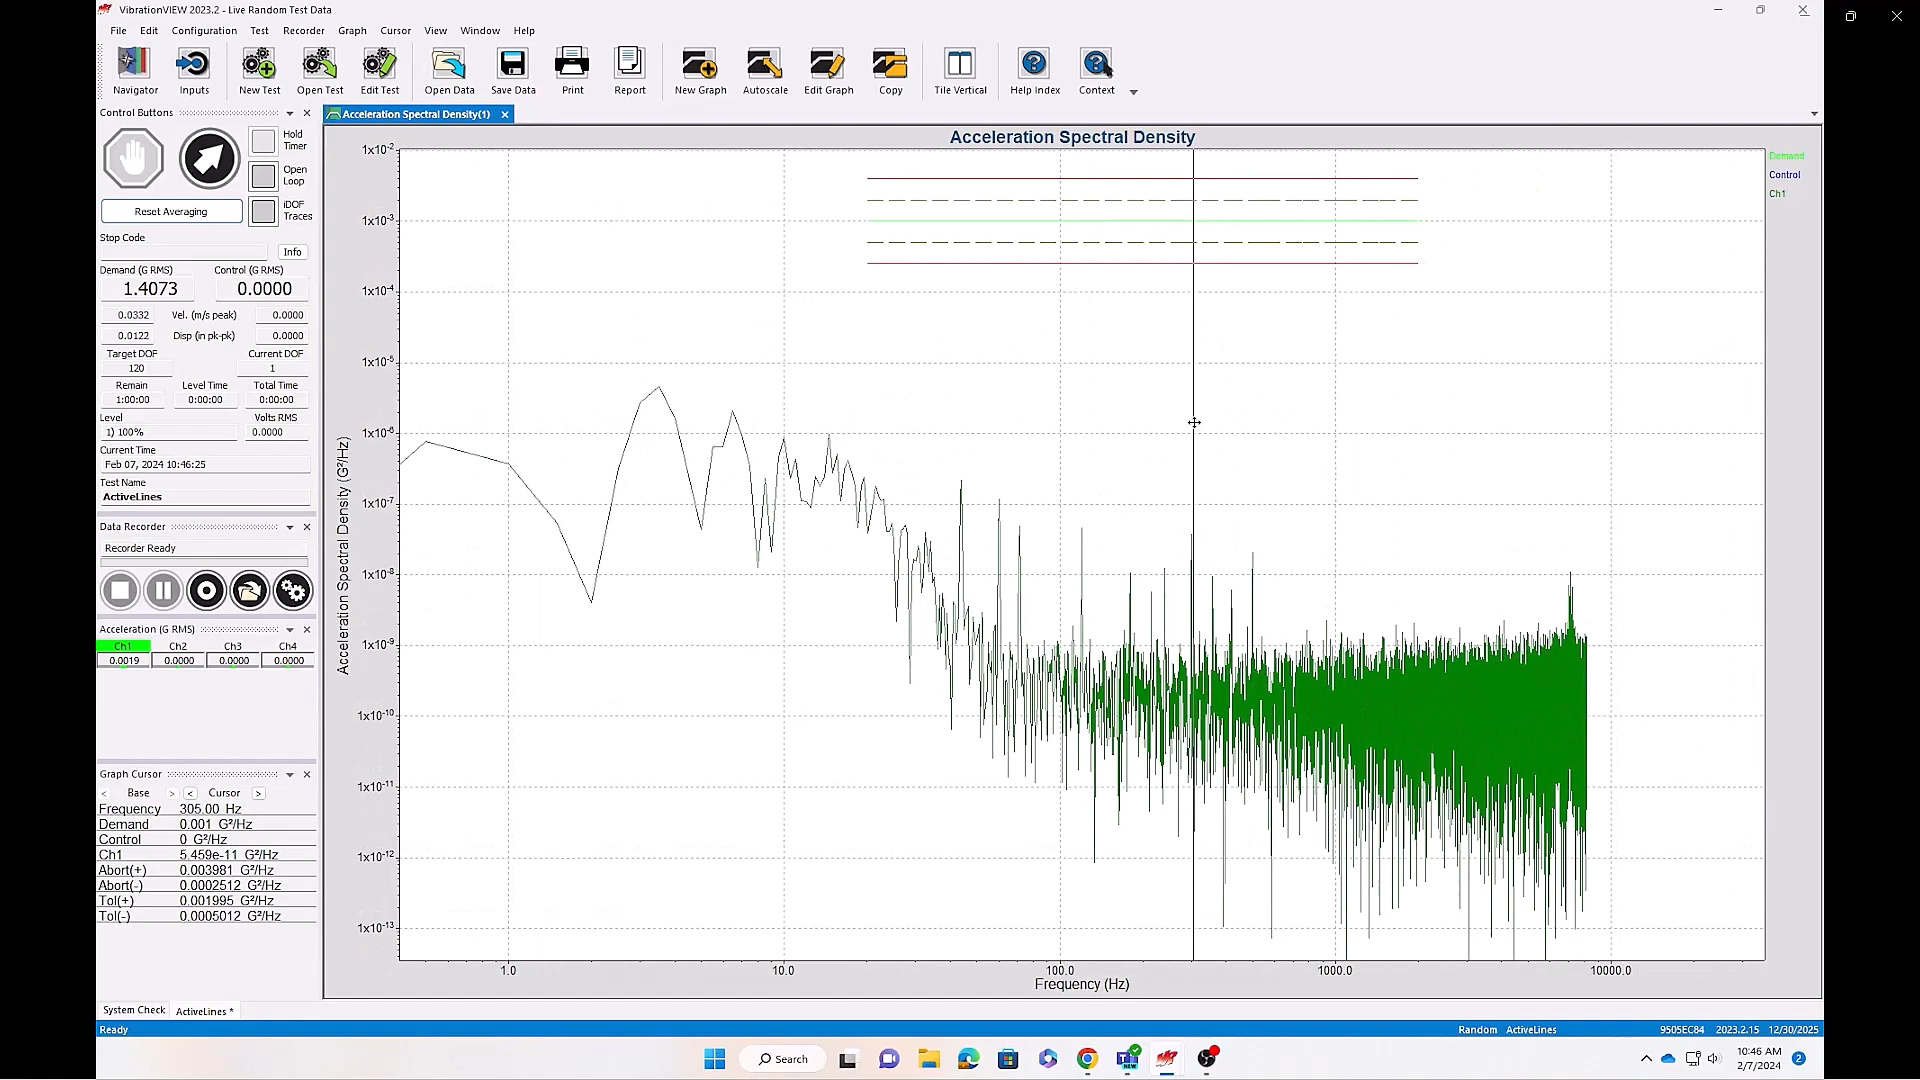 VibrationVIEW 2023.2 - Live Random Test Data
File Edit Configuration Test Recorder Graph Cursor View Window Help
Navigator Inputs New Test Open Test Edit Test Open Data Save Data Print Report New Graph Autoscale Edit Graph Copy Tile Vertical Help Index Context
Control Buttons
Hold Timer
Open Loop
Reset Averaging
iDOF Traces
Stop Code
Info
Demand (G RMS) Control (G RMS)
1.4073 0.0000
0.0332 Vel. (m/s peak) 0.0000
0.0122 Disp (in pk-pk) 0.0000
Target DOF Current DOF
120 1
Remain Level Time Total Time
1:00:00 0:00:00 0:00:00
Level Volts RMS
1) 100% 0.0000
Current Time
Feb 07, 2024 10:46:25
Test Name
ActiveLines
Data Recorder
Recorder Ready
Acceleration (G RMS)
Ch1 Ch2 Ch3 Ch4
0.0019 0.0000 0.0000 0.0000
Graph Cursor
< Base > < Cursor >
Frequency 305.00 Hz
Demand 0.001 G²/Hz
Control 0 G²/Hz
Ch1 5.459e-11 G²/Hz
Abort(+) 0.003981 G²/Hz
Abort(-) 0.0002512 G²/Hz
Tol(+) 0.001995 G²/Hz
Tol(-) 0.0005012 G²/Hz
System Check ActiveLines *
Acceleration Spectral Density(1)
Acceleration Spectral Density
Demand
Control
Ch1
Acceleration Spectral Density (G²/Hz)
1x10-2
1x10-3
1x10-4
1x10-5
1x10-6
1x10-7
1x10-8
1x10-9
1x10-10
1x10-11
1x10-12
1x10-13
1.0 10.0 100.0 1000.0 10000.0
Frequency (Hz)
Ready Random ActiveLines 9505EC84 2023.2.15 12/30/2025
Search
NEW
10:46 AM
2/7/2024
2